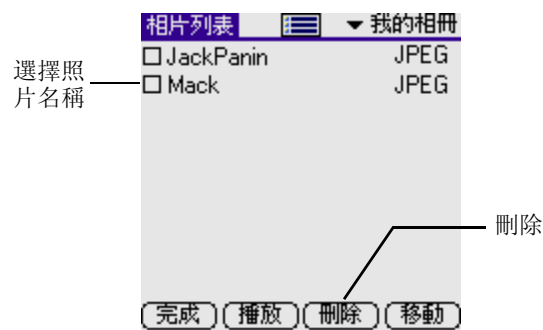 相片列表 ▼ 我的相冊
JackPanin JPEG
Mack JPEG
選擇照
片名稱
刪除
完成 播放 刪除 移動